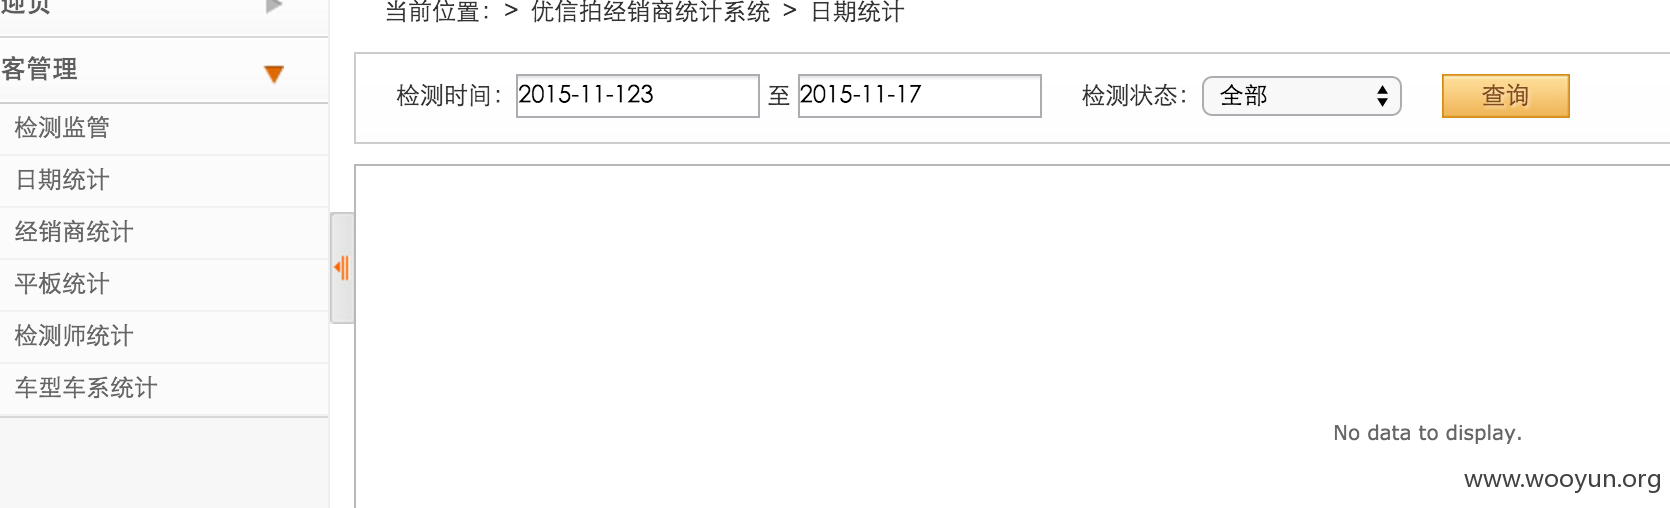 迎页
当前位置： > 优信拍经销商统计系统 > 日期统计
客管理
检测时间： 2015-11-123 至 2015-11-17 检测状态： 全部 查询
检测监管
日期统计
经销商统计
平板统计
检测师统计
车型车系统计
No data to display.
www.wooyun.org